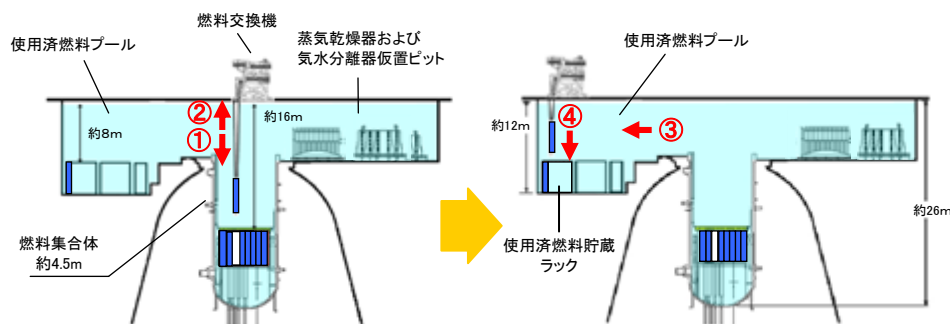 燃料交換機
使用済燃料プール
蒸気乾燥器および
気水分離器仮置ピット
②
①
約8m
約16m
燃料集合体
約4.5m
使用済燃料プール
④
③
約12m
約26m
使用済燃料貯蔵
ラック